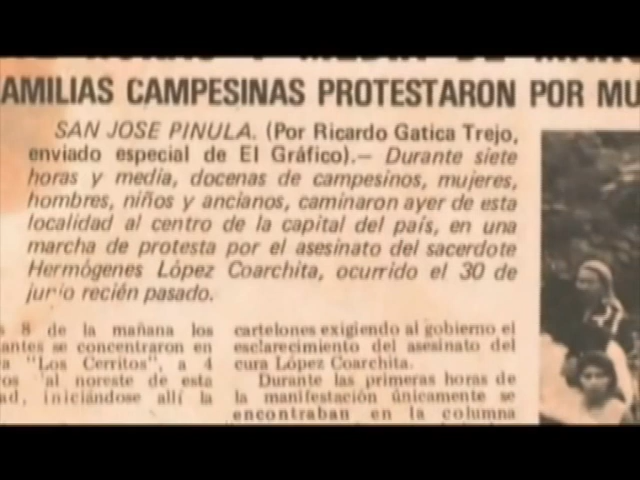 FAMILIAS CAMPESINAS PROTESTARON POR MU
SAN JOSE PINULA. (Por Ricardo Gatica Trejo,
enviado especial de El Gráfico).— Durante siete
horas y media, docenas de campesinos, mujeres,
hombres, niños y ancianos, caminaron ayer de esta
localidad al centro de la capital del país, en una
marcha de protesta por el asesinato del sacerdote
Hermógenes López Coarchita, ocurrido el 30 de
junio recién pasado.
s 8 de la mañana los
antes se concentraron en
a "Los Cerritos", a 4
ros al noreste de esta
ad, iniciándose allí la
cartelones exigiendo al gobierno el
esclarecimiento del asesinato del
cura López Coarchita.
Durante las primeras horas de
la manifestación únicamente se
encontraban en la columna